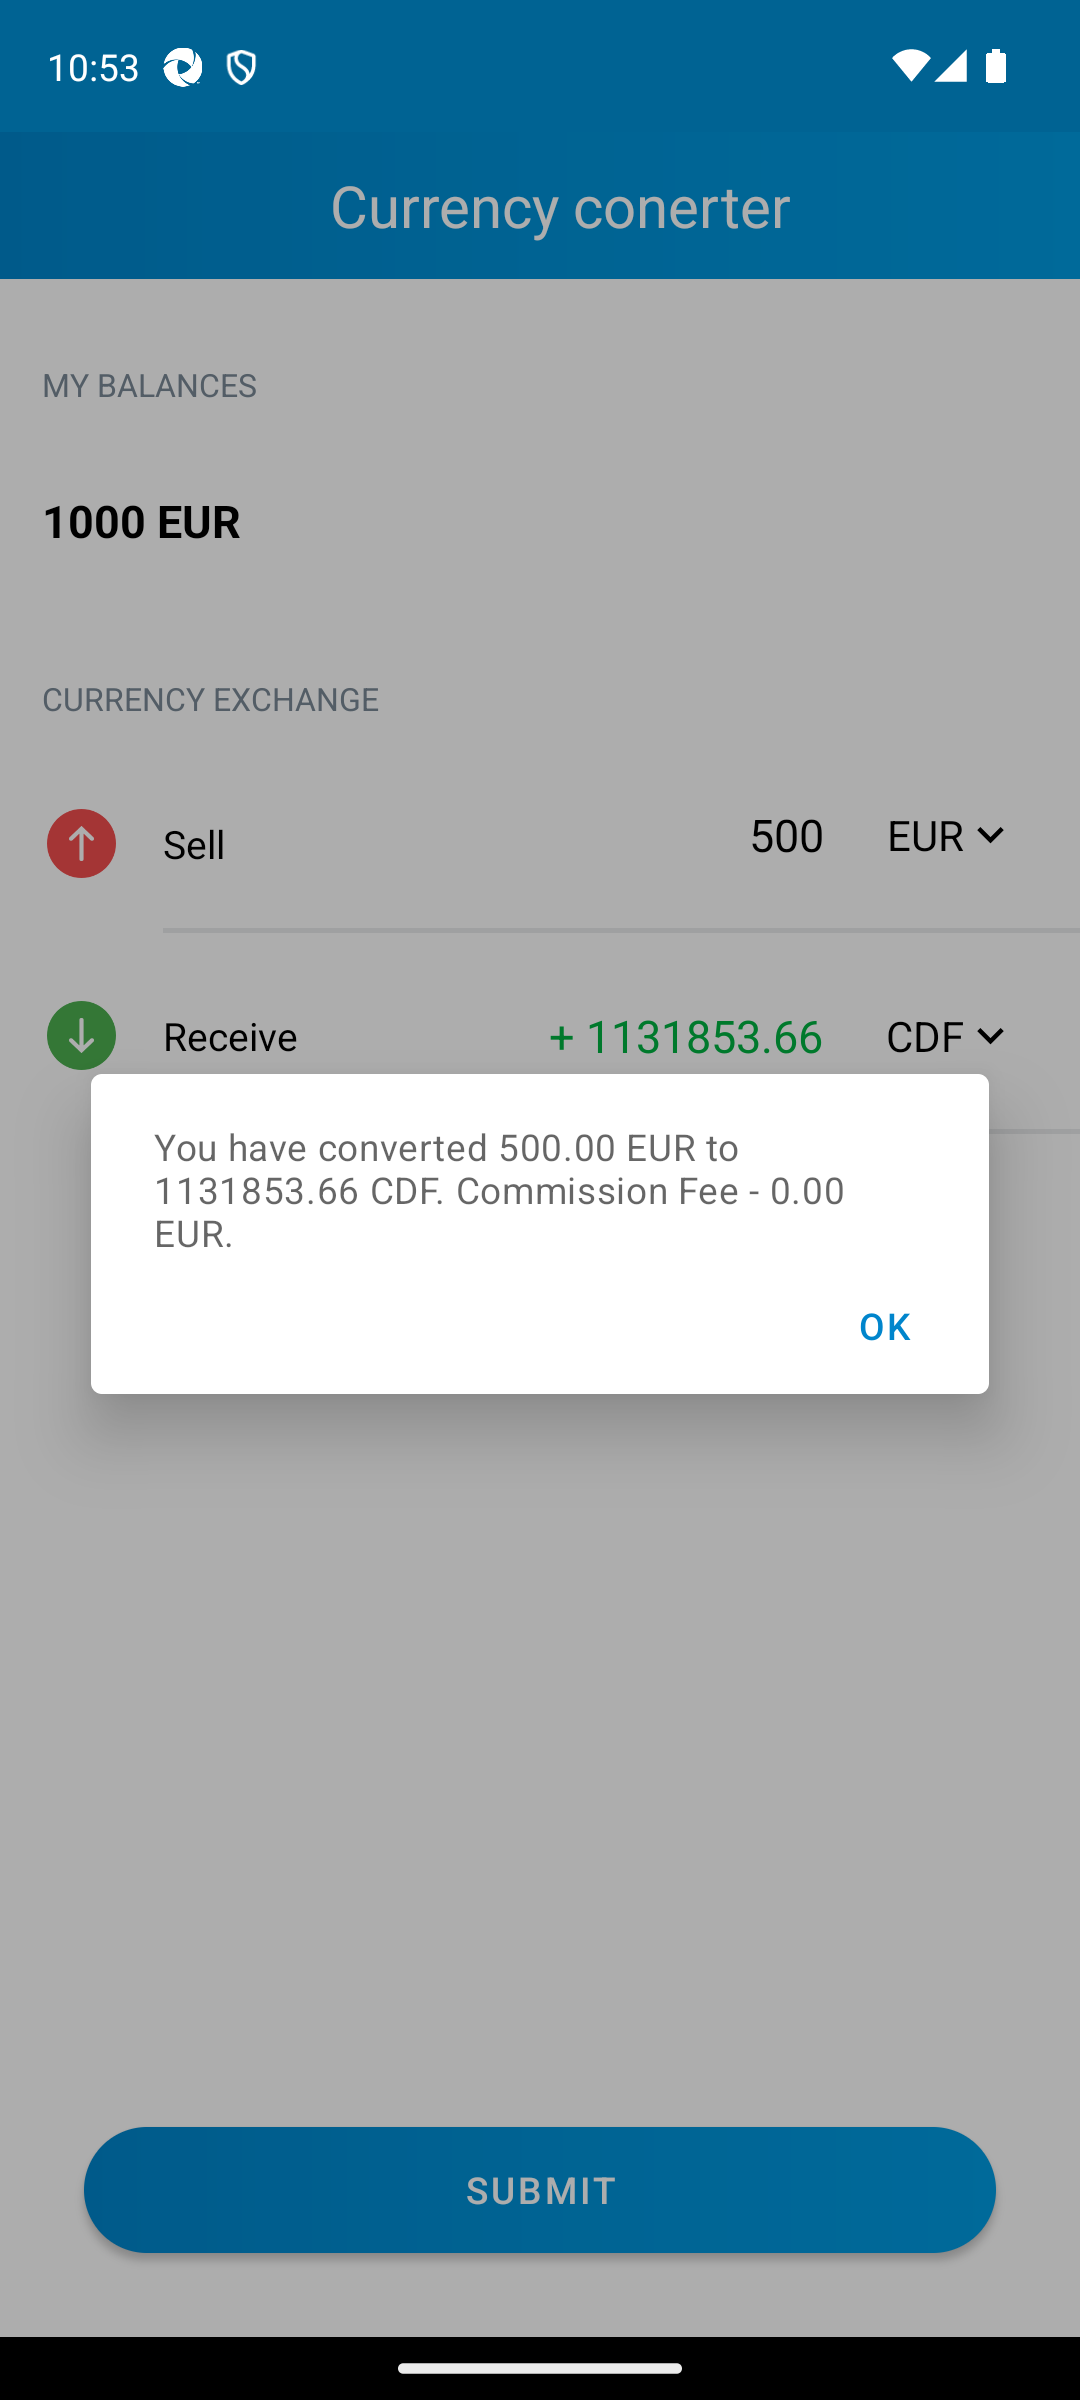 10:53
Currency conerter
MY BALANCES
1000 EUR
CURRENCY EXCHANGE
Sell 500 EUR
Receive + 1131853.66 CDF
You have converted 500.00 EUR to
1131853.66 CDF. Commission Fee - 0.00
EUR.
OK
SUBMIT